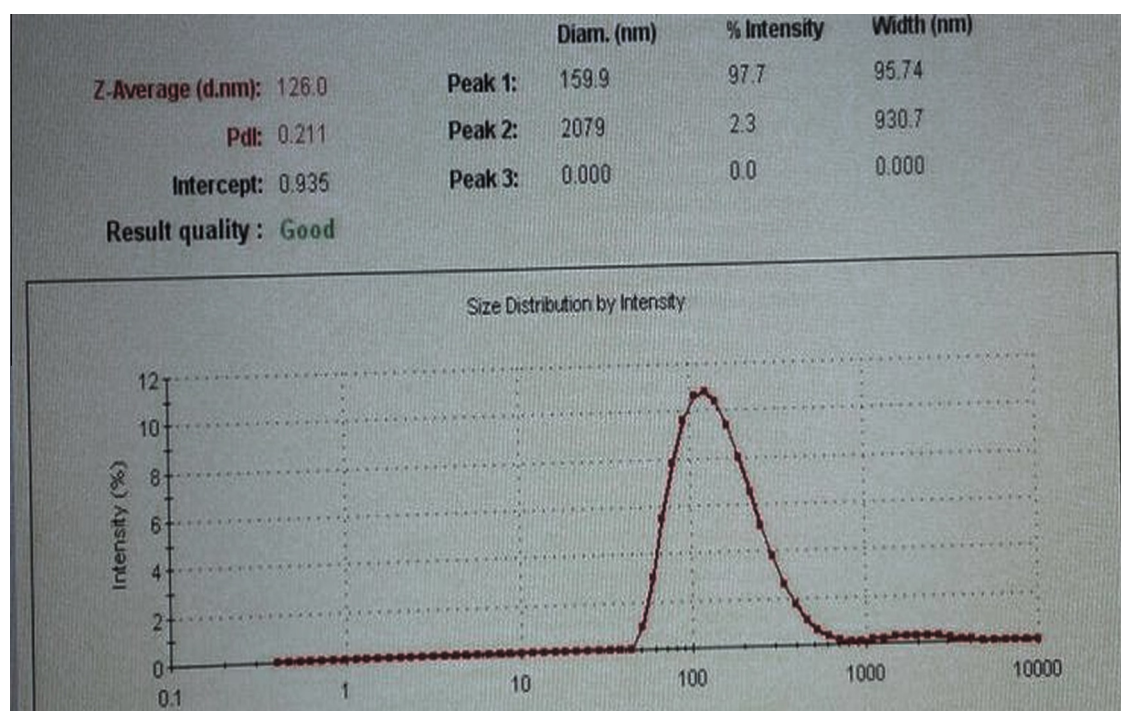 Diam. (nm) % Intensity Width (nm)
Z-Average (d.nm): 126.0 Peak 1: 159.9 97.7 95.74
PdI: 0.211 Peak 2: 2079 2.3 930.7
Intercept: 0.935 Peak 3: 0.000 0.0 0.000
Result quality : Good
Size Distribution by Intensity
12
10
8
6
4
2
0
Intensity (%)
0.1 1 10 100 1000 10000